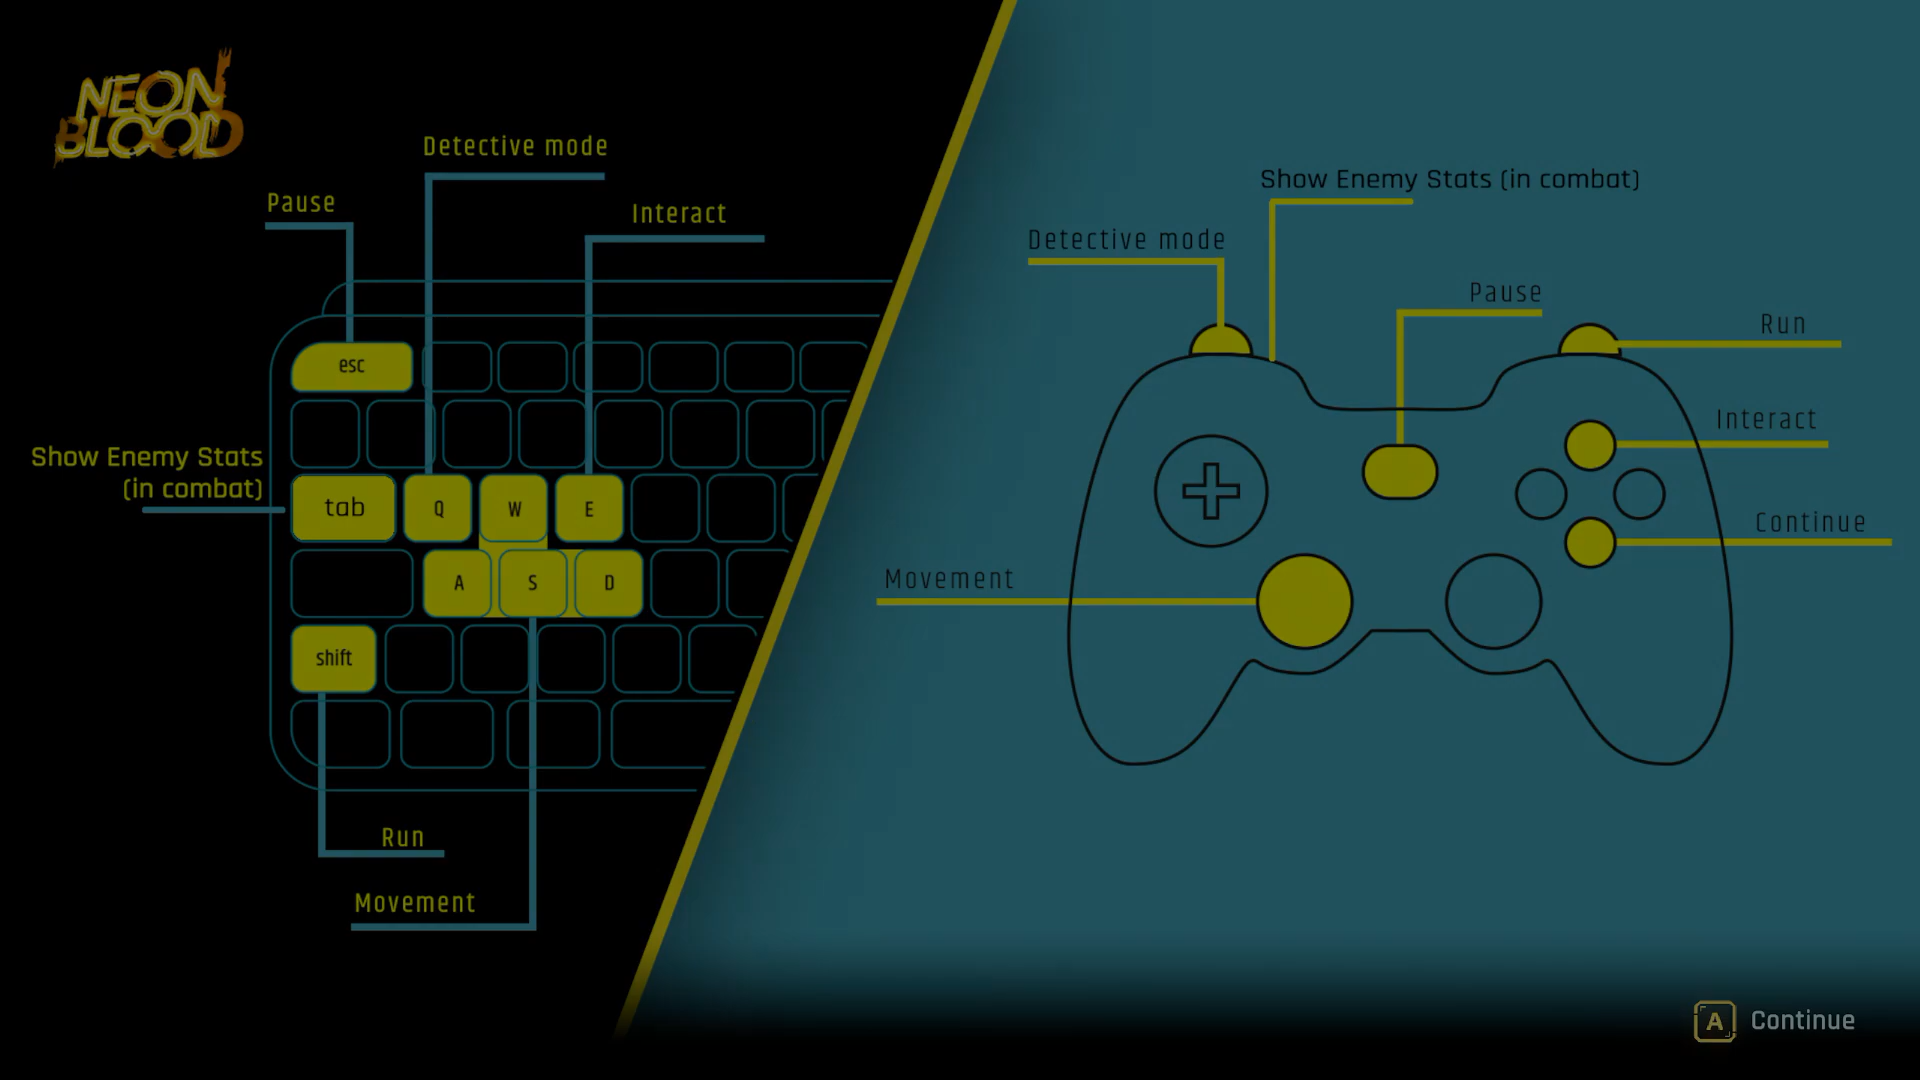 NEON
BLOOD
Detective mode
Pause
Interact
esc
Show Enemy Stats
(in combat)
tab
Q
W
E
A
S
D
shift
Run
Movement
Show Enemy Stats (in combat)
Detective mode
Pause
Run
Interact
Continue
Movement
A Continue